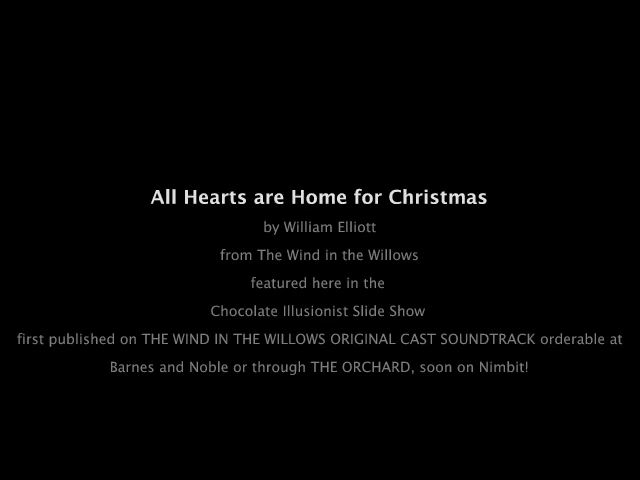 All Hearts are Home for Christmas
by William Elliott
from The Wind in the Willows
featured here in the
Chocolate Illusionist Slide Show
first published on THE WIND IN THE WILLOWS ORIGINAL CAST SOUNDTRACK orderable at
Barnes and Noble or through THE ORCHARD, soon on Nimbit!